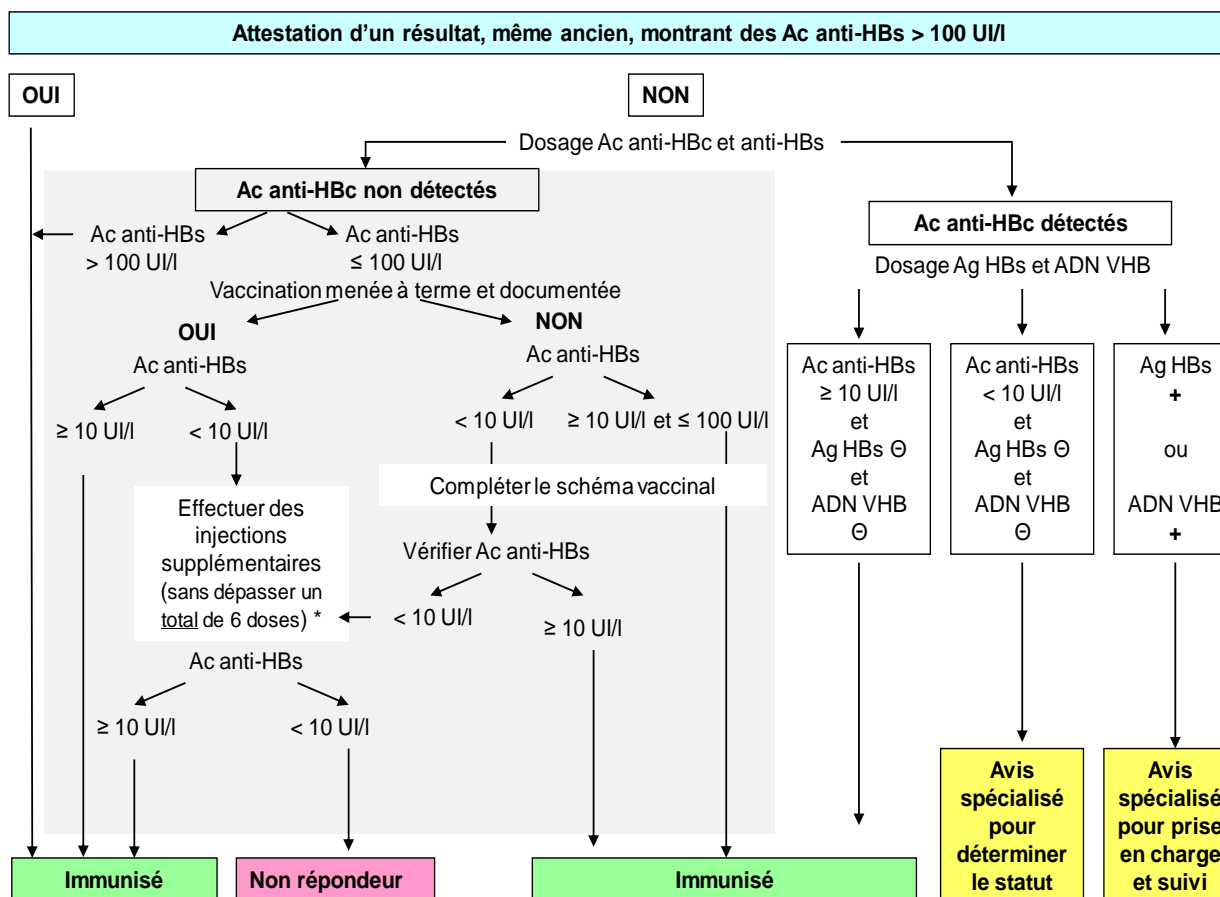 Attestation d'un résultat, même ancien, montrant des Ac anti-HBs > 100 UI/l
OUI
NON
Dosage Ac anti-HBc et anti-HBs
Ac anti-HBc non détectés
Ac anti-HBs
> 100 UI/l
Ac anti-HBs
≤ 100 UI/l
Vaccination menée à terme et documentée
OUI
Ac anti-HBs
≥ 10 UI/l
< 10 UI/l
NON
Ac anti-HBs
< 10 UI/l
≥ 10 UI/l et ≤ 100 UI/l
Effectuer des
injections
supplémentaires
(sans dépasser un
total de 6 doses) *
Compléter le schéma vaccinal
Vérifier Ac anti-HBs
< 10 UI/l
≥ 10 UI/l
Ac anti-HBs
≥ 10 UI/l
< 10 UI/l
Ac anti-HBc détectés
Dosage Ag HBs et ADN VHB
Ac anti-HBs
≥ 10 UI/l
et
Ag HBs Θ
et
ADN VHB
Θ
Ac anti-HBs
< 10 UI/l
et
Ag HBs Θ
et
ADN VHB
Θ
Ag HBs
+
ou
ADN VHB
+
Immunisé
Non répondeur
Immunisé
Avis
spécialisé
pour
déterminer
le statut
Avis
spécialisé
pour prise
en charge
et suivi